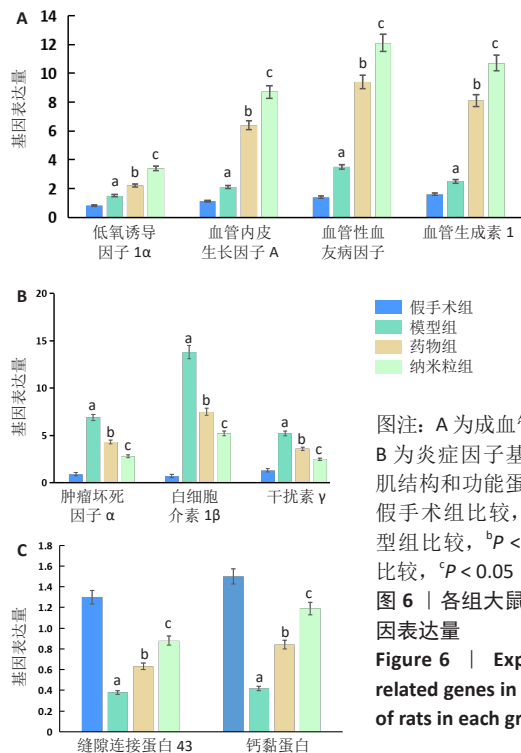 A
基因表达量
14
12
10
8
6
4
2
0
a
b
c
a
b
c
a
b
c
a
b
c
低氧诱导
因子 1α
血管内皮
生长因子 A
血管性血
友病因子
血管生成素 1
B
基因表达量
20
15
10
5
0
a
b
c
a
b
c
a
b
c
肿瘤坏死
因子 α
白细胞
介素 1β
干扰素 γ
假手术组
模型组
药物组
纳米粒组
C
基因表达量
1.8
1.6
1.4
1.2
1.0
0.8
0.6
0.4
0.2
0
a
b
c
a
b
c
缝隙连接蛋白 43
钙黏蛋白
图注：A 为成血管
B 为炎症因子基
肌结构和功能蛋
假手术组比较，
型组比较，ᵇP <
比较，ᶜP < 0.05
图 6 ｜ 各组大鼠
因表达量
Figure 6 ｜ Exp
related genes in
of rats in each gr